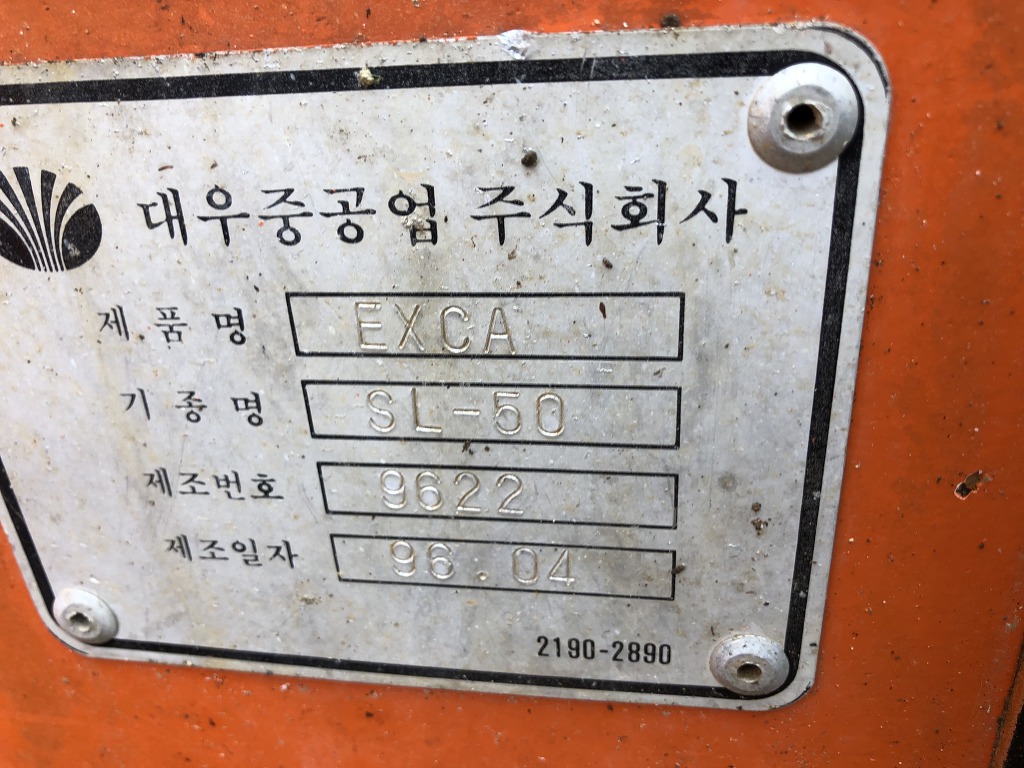 대우중공업 주식회사
제품명 EXCA
기종명 SL-50
제조번호 9622
제조일자 96.04
2190-2890